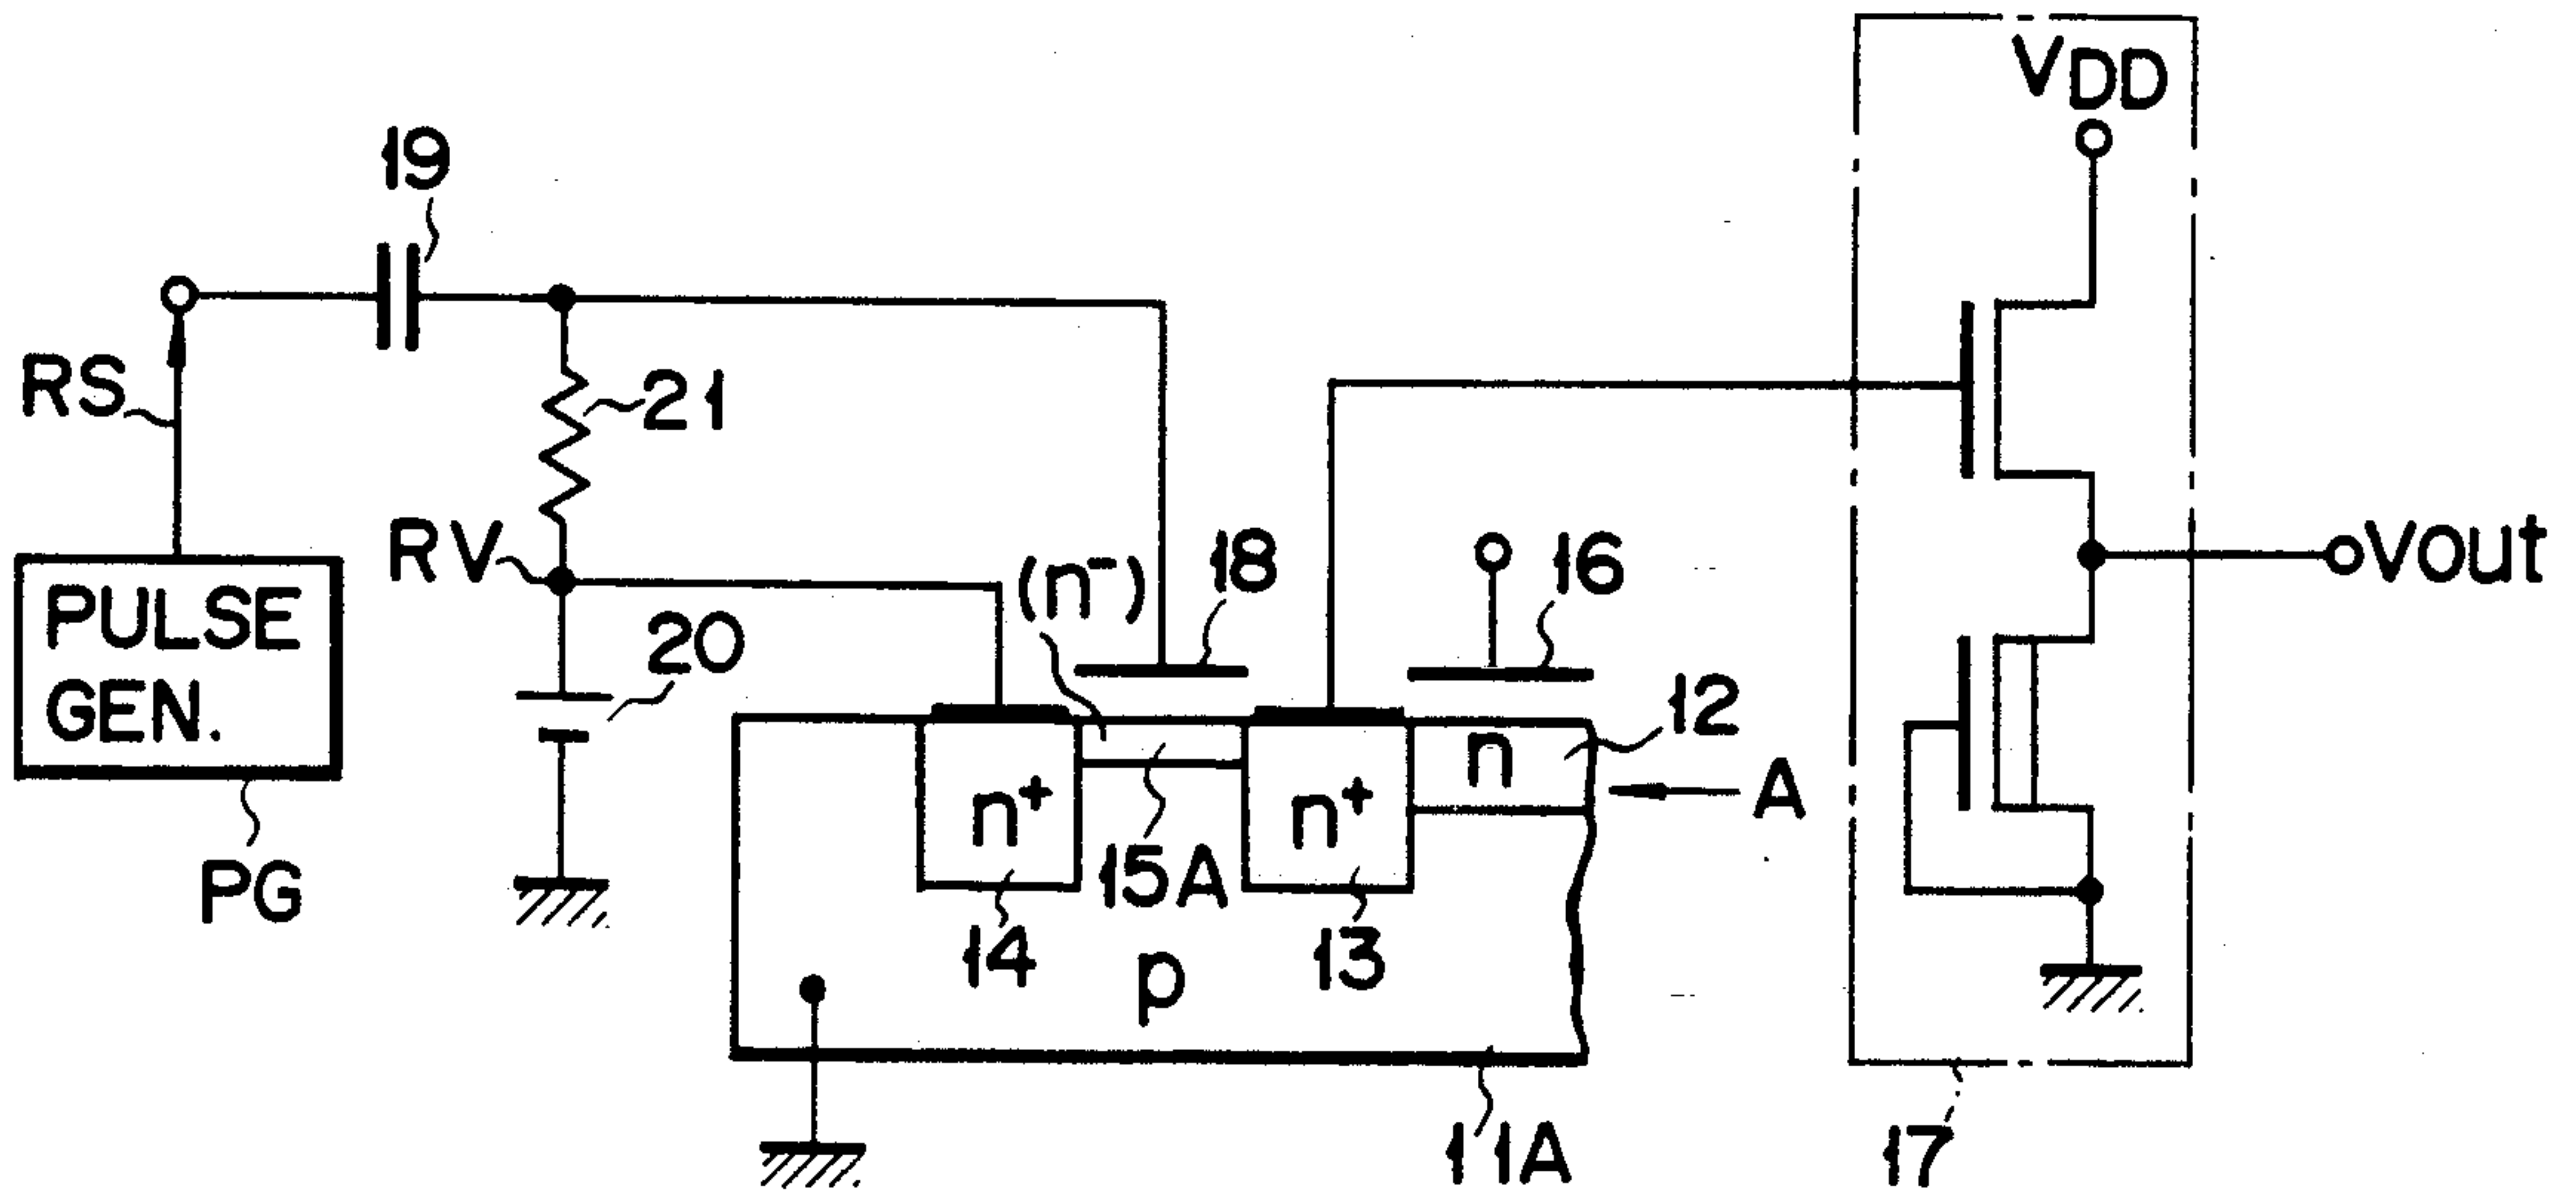 VDD
19
RS
21
RV
(n⁻)
18
16
Vout
PULSE
GEN.
20
12
n
n⁺
n⁺
A
15A
PG
14
13
p
11A
17